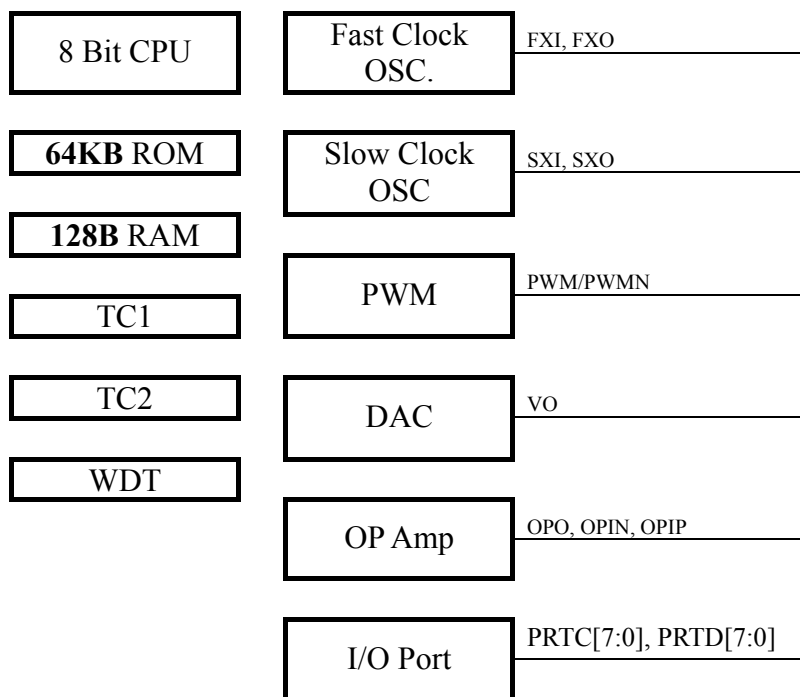 8 Bit CPU
64KB ROM
128B RAM
TC1
TC2
WDT
Fast Clock
OSC.
FXI, FXO
Slow Clock
OSC
SXI, SXO
PWM
PWM/PWMN
DAC
VO
OP Amp
OPO, OPIN, OPIP
I/O Port
PRTC[7:0], PRTD[7:0]